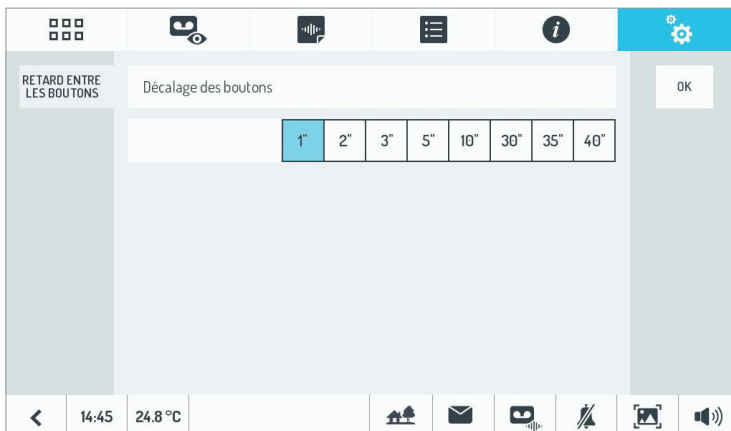 i
RETARD ENTRE
LES BOUTONS
Décalage des boutons
OK
1" 2" 3" 5" 10" 30" 35" 40"
14:45 24.8 °C